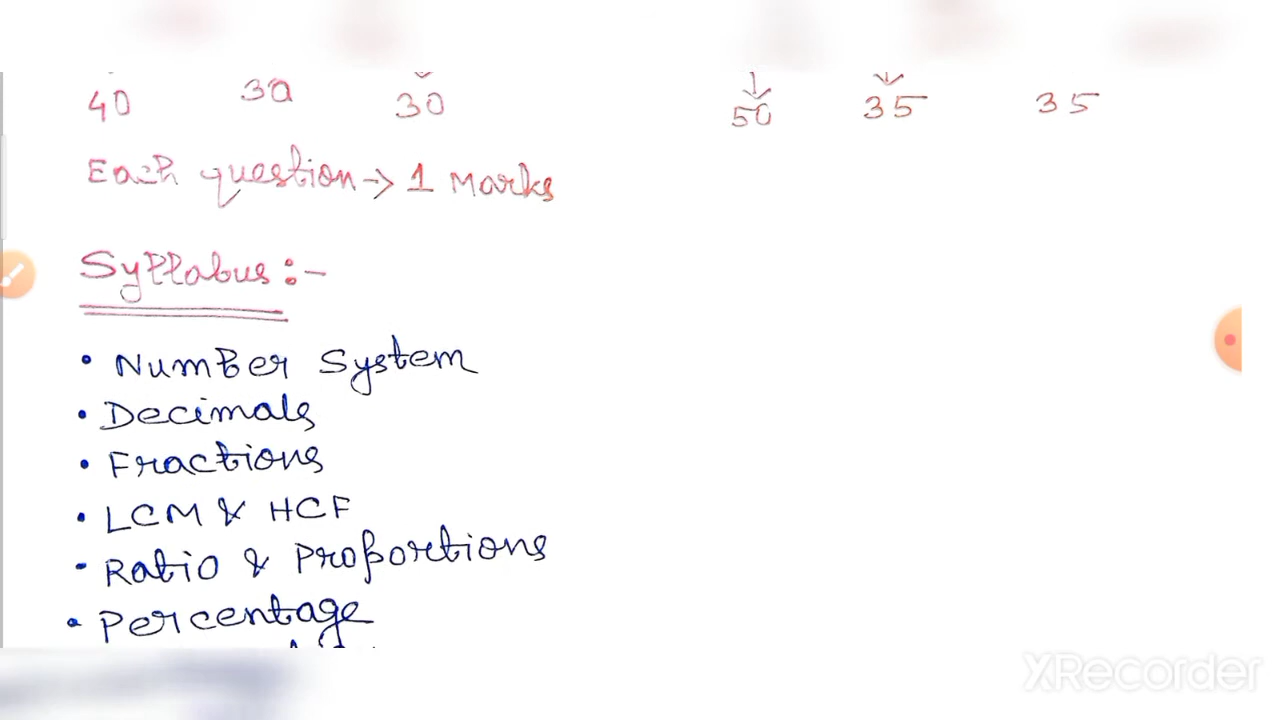 40 30 30 50 35 35
Each question → 1 Marks
Syllabus :-
• Number System
• Decimals
• Fractions
• LCM & HCF
• Ratio & Proportions
• Percentage
XRecorder